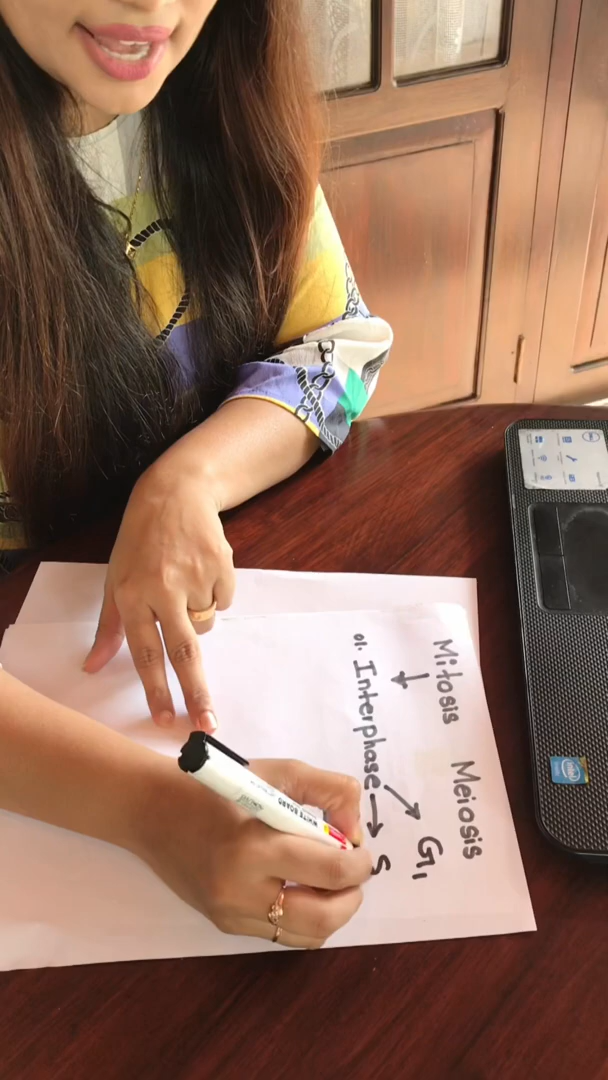 Mitosis Meiosis
↓
01. Interphase → S
↗ G1
WHITE BOARD
intel